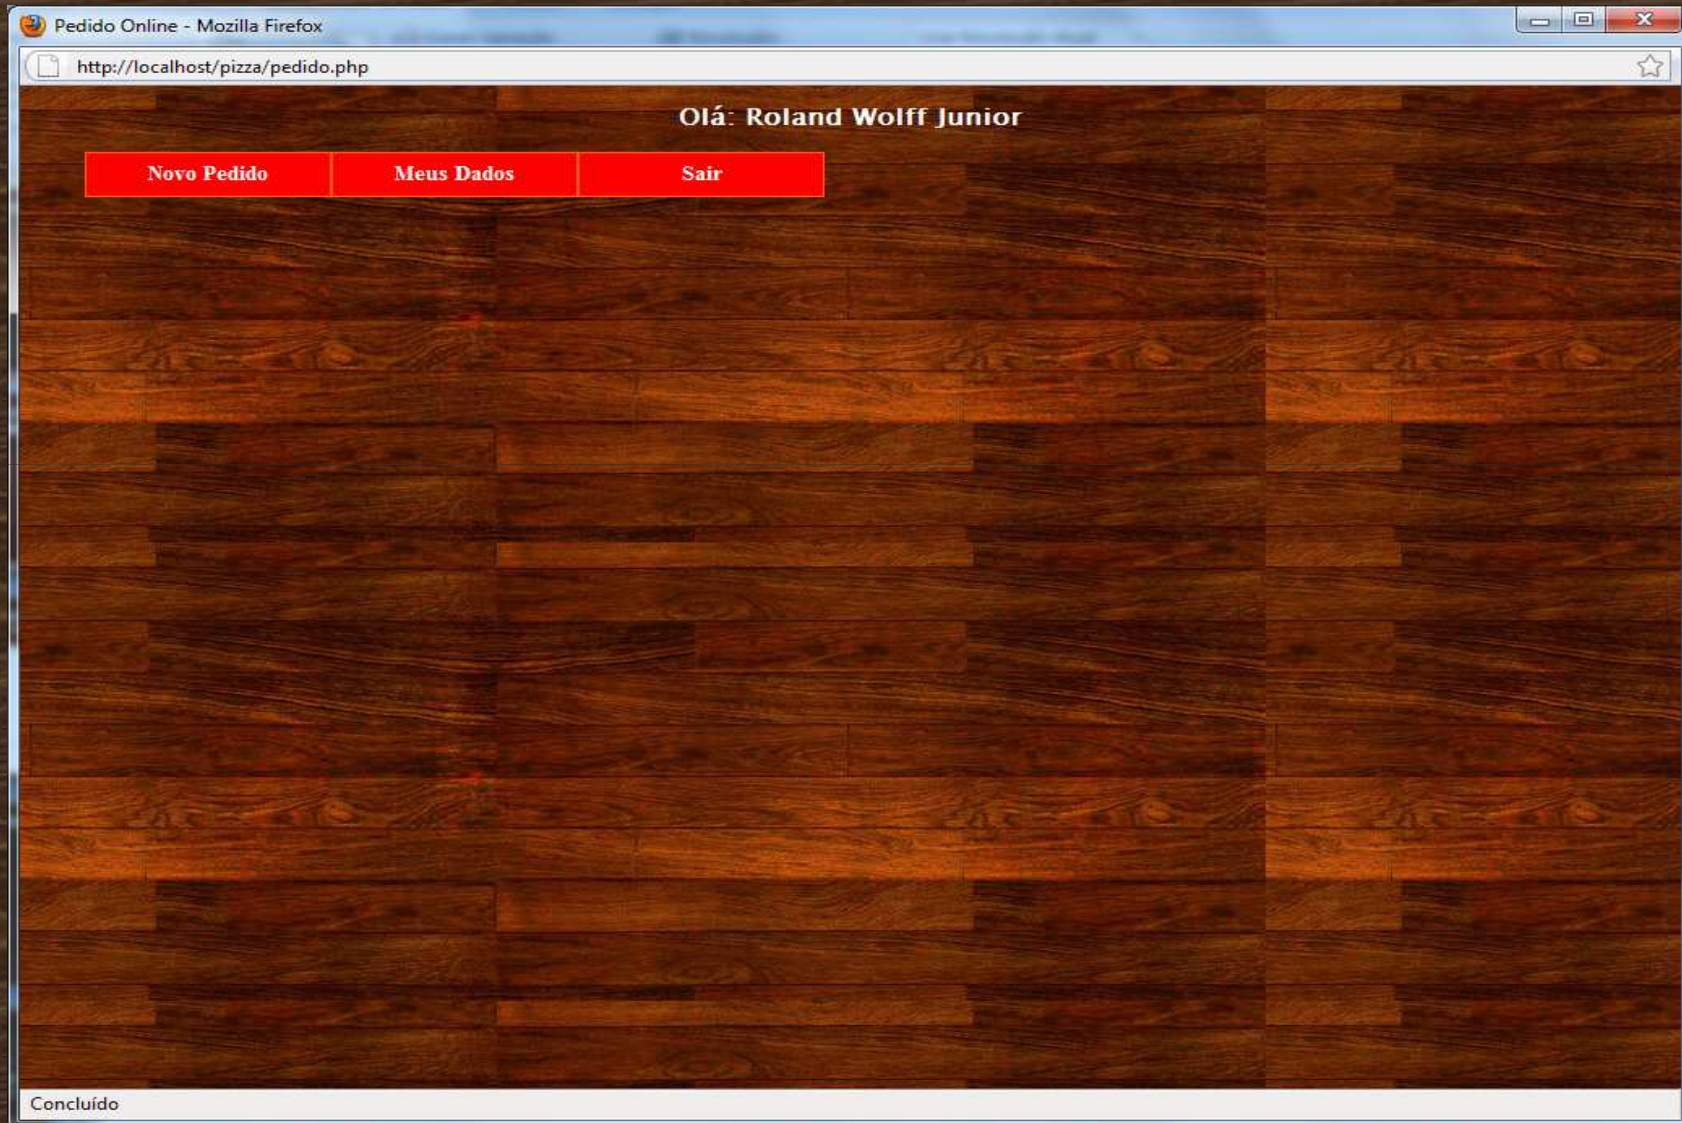 Pedido Online - Mozilla Firefox
http://localhost/pizza/pedido.php
Olá: Roland Wolff Junior
Novo Pedido Meus Dados Sair
Concluído